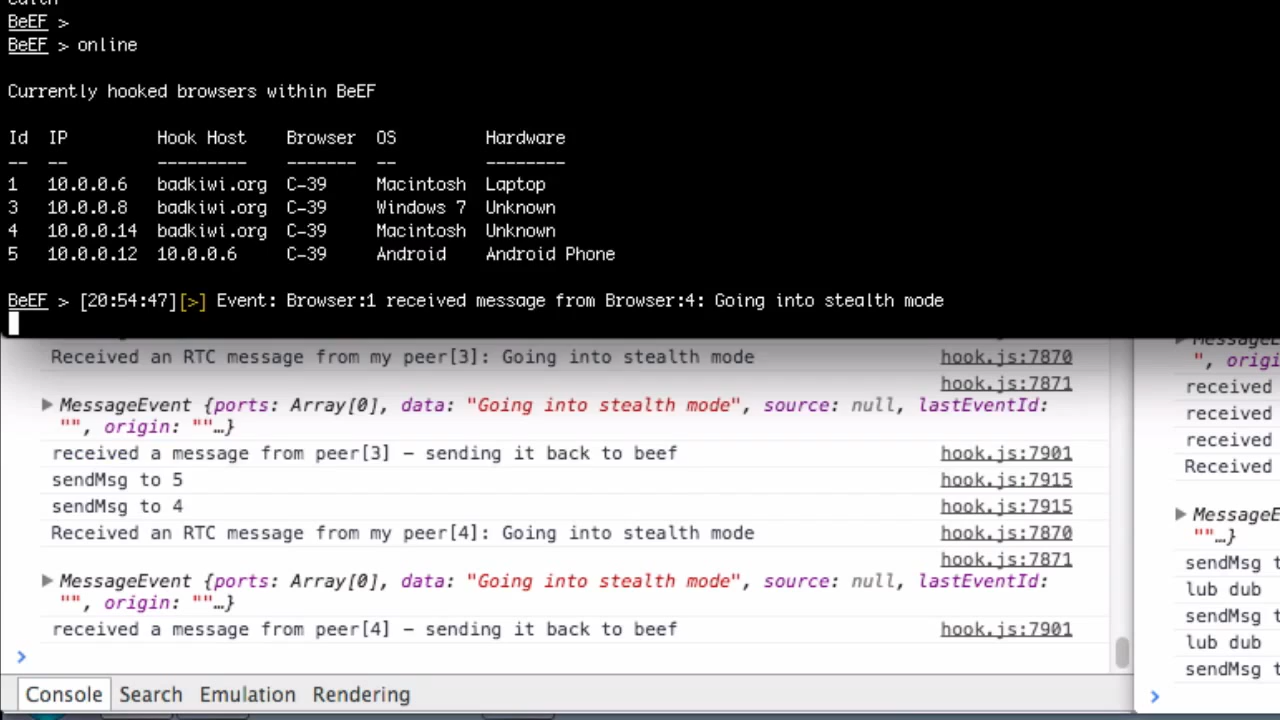 BeEF >
BeEF > online
Currently hooked browsers within BeEF
Id IP Hook Host Browser OS Hardware
-- -- --------- ------- -- --------
1 10.0.0.6 badkiwi.org C-39 Macintosh Laptop
3 10.0.0.8 badkiwi.org C-39 Windows 7 Unknown
4 10.0.0.14 badkiwi.org C-39 Macintosh Unknown
5 10.0.0.12 10.0.0.6 C-39 Android Android Phone
BeEF > [20:54:47][>] Event: Browser:1 received message from Browser:4: Going into stealth mode
Received an RTC message from my peer[3]: Going into stealth mode hook.js:7870
hook.js:7871
MessageEvent {ports: Array[0], data: "Going into stealth mode", source: null, lastEventId:
"", origin: ""…}
received a message from peer[3] – sending it back to beef hook.js:7901
sendMsg to 5 hook.js:7915
sendMsg to 4 hook.js:7915
Received an RTC message from my peer[4]: Going into stealth mode hook.js:7870
hook.js:7871
MessageEvent {ports: Array[0], data: "Going into stealth mode", source: null, lastEventId:
"", origin: ""…}
received a message from peer[4] – sending it back to beef hook.js:7901
>
Console Search Emulation Rendering
", origi
received
received
received
Received
MessageE
""…}
sendMsg t
lub dub
sendMsg t
lub dub
sendMsg t
>